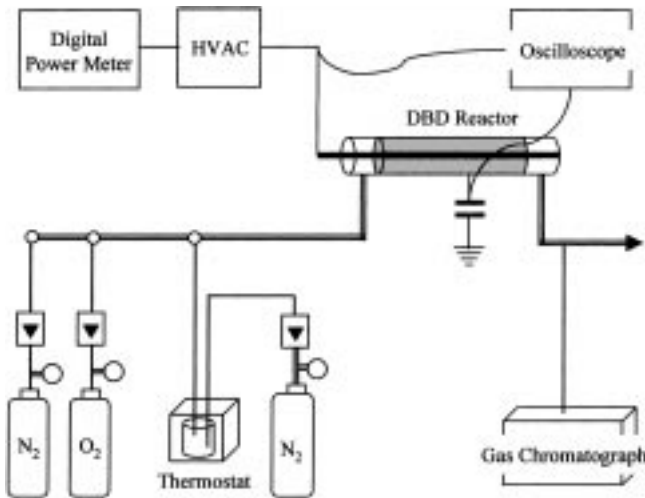 Digital
Power Meter
HVAC
Oscilloscope
DBD Reactor
N2
O2
Thermostat
N2
Gas Chromatograph